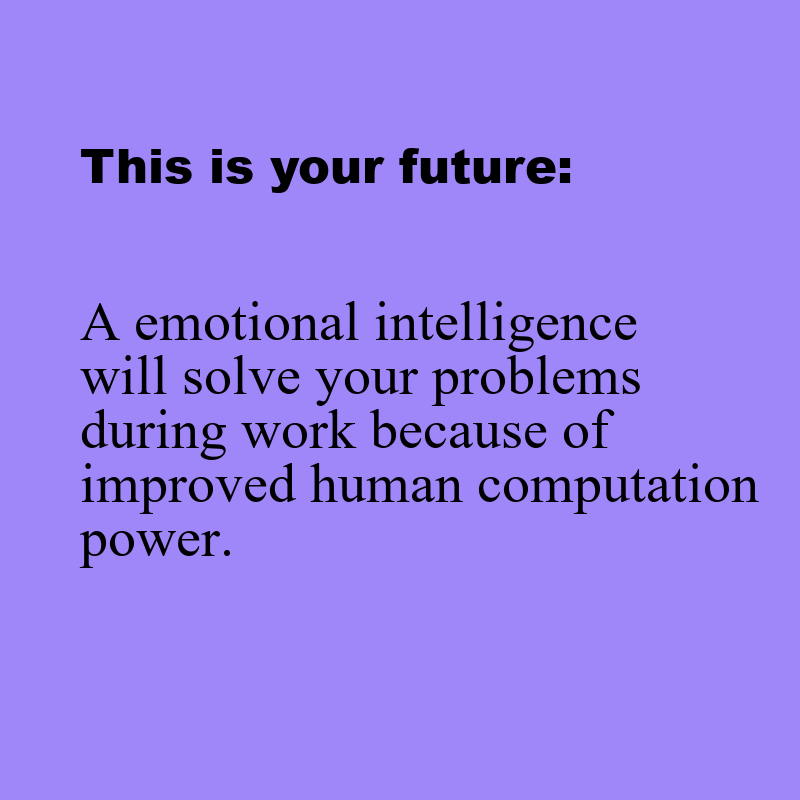 This is your future:
A emotional intelligence
will solve your problems
during work because of
improved human computation
power.